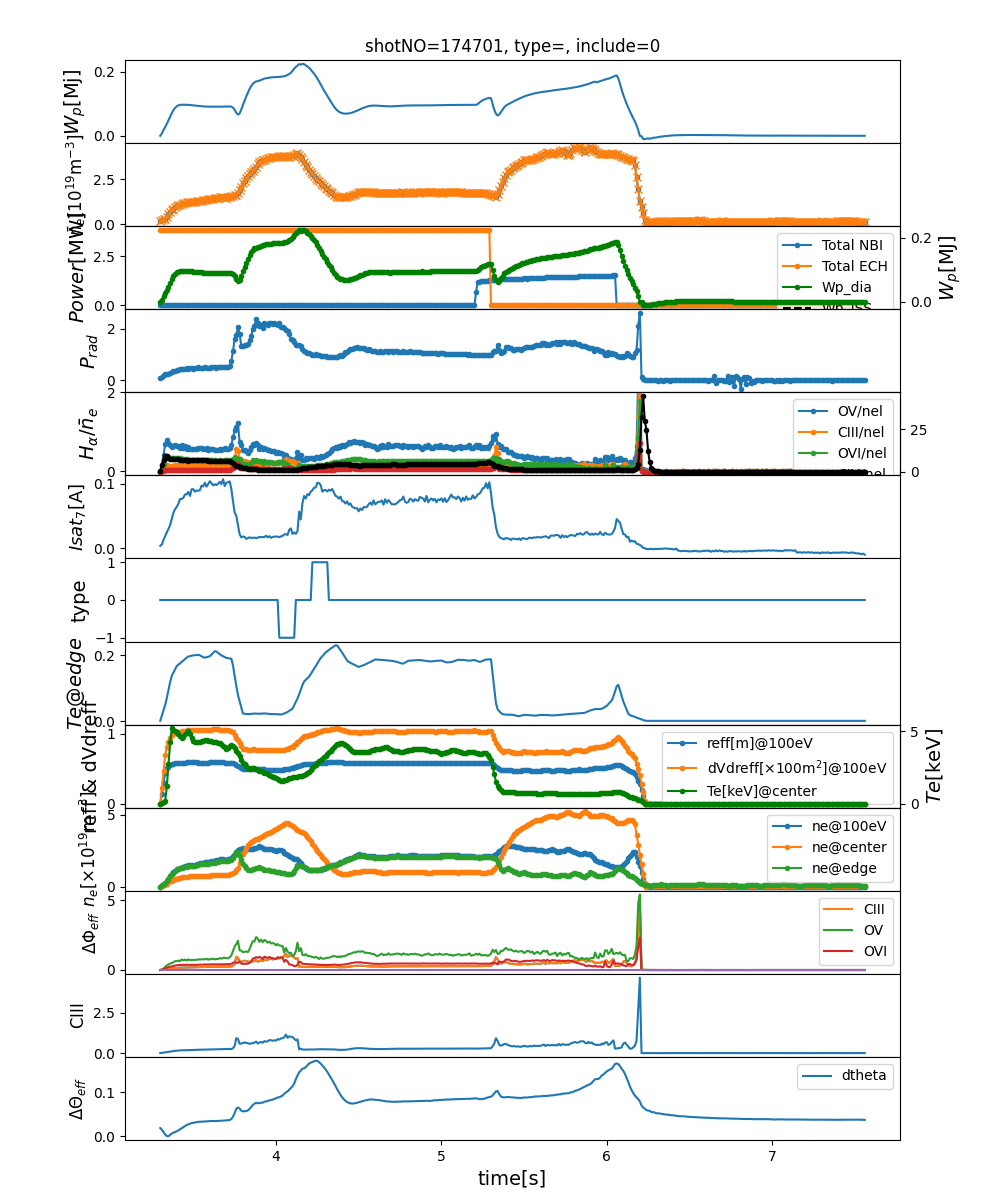 shotNO=174701, type=, include=0
W_p[Mj]
0.2
0.0
[10^19 m^-3]
2.5
0.0
Power[MW]
2.5
0.0
Total NBI
Total ECH
Wp_dia
0.2
0.0
W_p[MJ]
P_rad
2
0
H_α/n̄_e
2
0
OV/nel
CIII/nel
OVI/nel
25
0
Isat_7[A]
0.1
0.0
type
1
0
−1
Te@edge
0.2
0.0
reff & dVdreff
1
0
reff[m]@100eV
dVdreff[×100m^2]@100eV
Te[keV]@center
5
0
Te[keV]
n_e[×10^19
5
0
ne@100eV
ne@center
ne@edge
ΔΦ_eff
5
0
CIII
OV
OVI
CIII
2.5
0.0
ΔΘ_eff
0.1
0.0
dtheta
4 5 6 7
time[s]